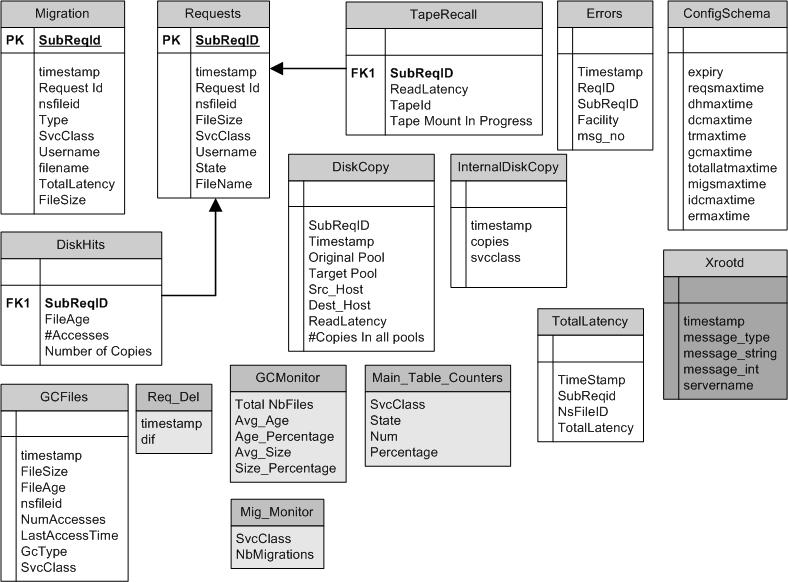 Migration
PK SubReqId
timestamp
Request Id
nsfileid
Type
SvcClass
Username
filename
TotalLatency
FileSize
Requests
PK SubReqID
timestamp
Request Id
nsfileid
FileSize
SvcClass
Username
State
FileName
TapeRecall
FK1 SubReqID
ReadLatency
TapeId
Tape Mount In Progress
Errors
Timestamp
ReqID
SubReqID
Facility
msg_no
ConfigSchema
expiry
reqsmaxtime
dhmaxtime
dcmaxtime
trmaxtime
gcmaxtime
totallatmaxtime
migsmaxtime
idcmaxtime
ermaxtime
DiskCopy
SubReqID
Timestamp
Original Pool
Target Pool
Src_Host
Dest_Host
ReadLatency
#Copies In all pools
InternalDiskCopy
timestamp
copies
svcclass
DiskHits
FK1 SubReqID
FileAge
#Accesses
Number of Copies
Xrootd
timestamp
message_type
message_string
message_int
servername
TotalLatency
TimeStamp
SubReqid
NsFileID
TotalLatency
GCFiles
timestamp
FileSize
FileAge
nsfileid
NumAccesses
LastAccessTime
GcType
SvcClass
Req_Del
timestamp
dif
GCMonitor
Total NbFiles
Avg_Age
Age_Percentage
Avg_Size
Size_Percentage
Main_Table_Counters
SvcClass
State
Num
Percentage
Mig_Monitor
SvcClass
NbMigrations